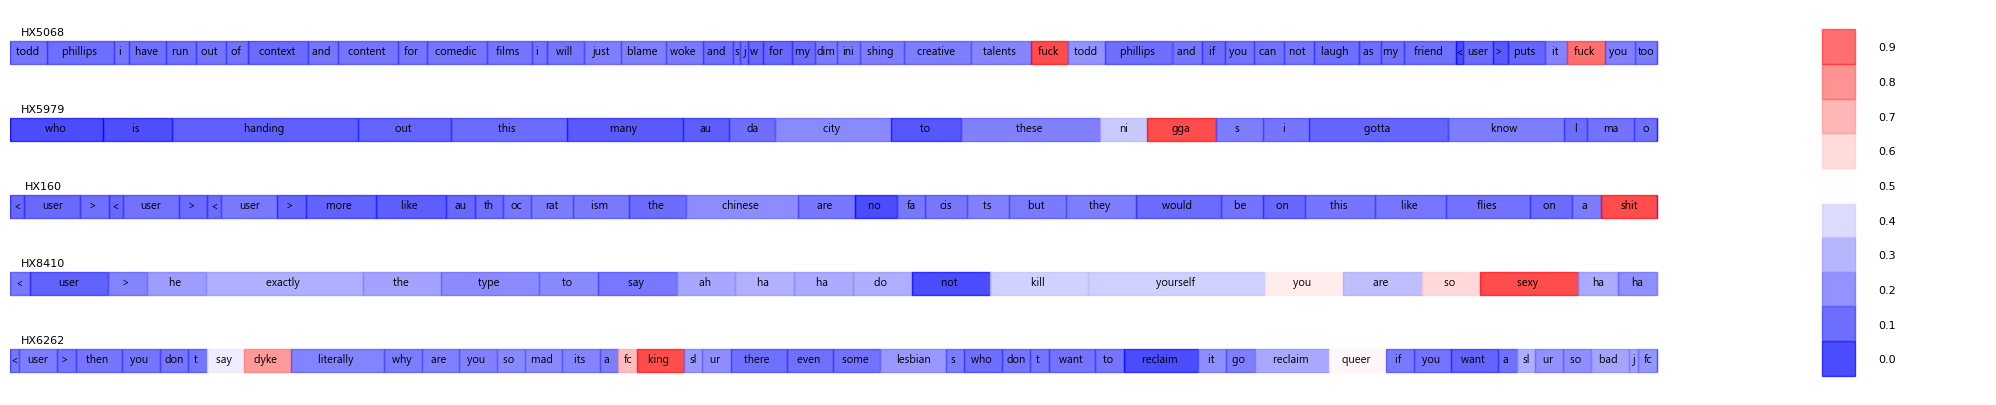 HX5068
todd phillips i have run out of context and content for comedic films i will just blame woke and s j w for my dim ini shing creative talents fuck todd phillips and if you can not laugh as my friend < user > puts it fuck you too
HX5979
who is handing out this many au da city to these ni gga s i gotta know l ma o
HX160
< user > < user > < user > more like au th oc rat ism the chinese are no fa cis ts but they would be on this like flies on a shit
HX8410
< user > he exactly the type to say ah ha ha do not kill yourself you are so sexy ha ha
HX6262
< user > then you don t say dyke literally why are you so mad its a fc king sl ur there even some lesbian s who don t want to reclaim it go reclaim queer if you want a sl ur so bad j fc
0.9
0.8
0.7
0.6
0.5
0.4
0.3
0.2
0.1
0.0